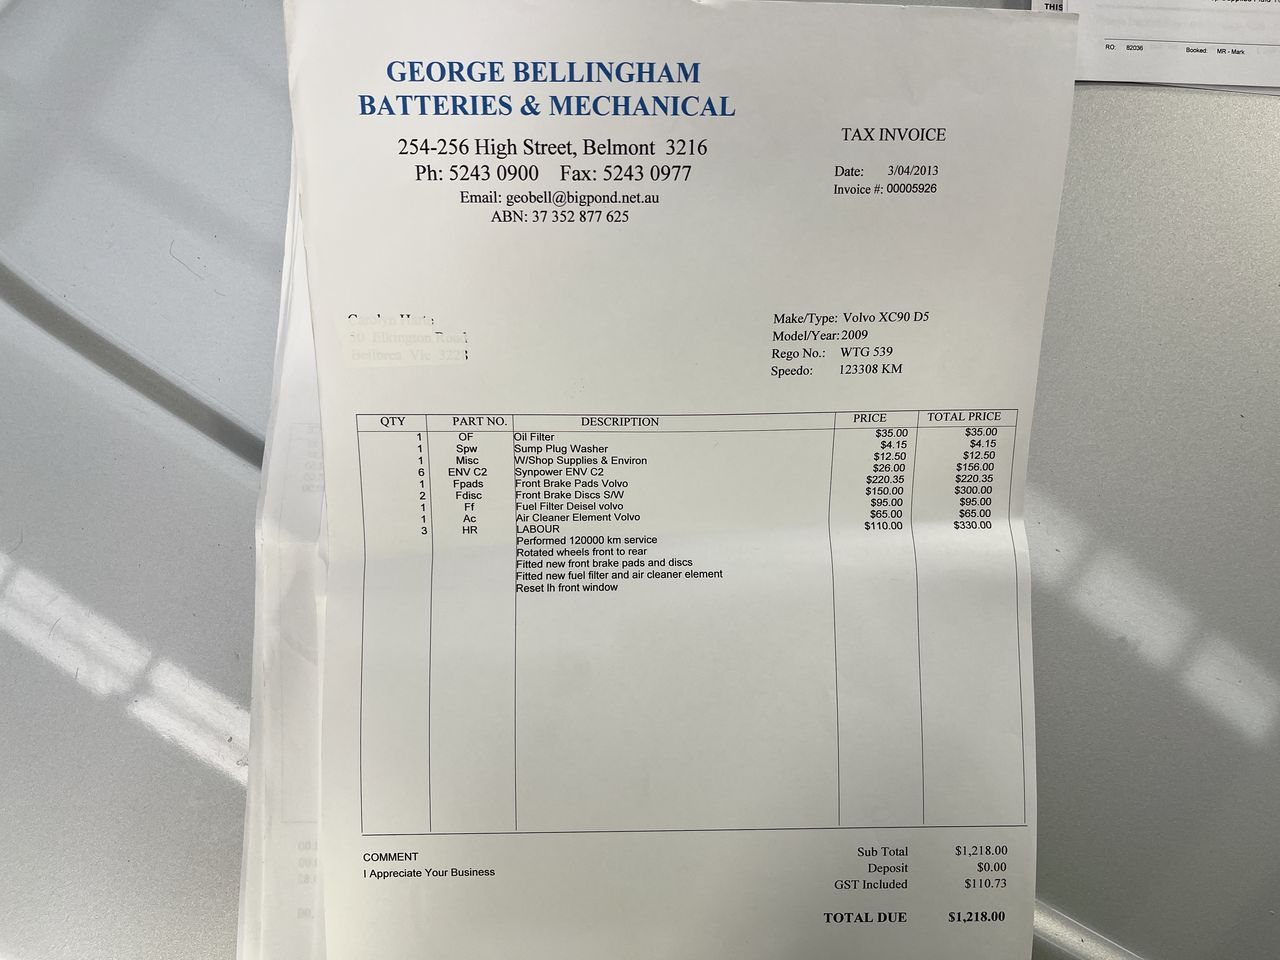 THIS
RO: 82036 Booked: MR - Mark
GEORGE BELLINGHAM
BATTERIES & MECHANICAL
254-256 High Street, Belmont 3216
Ph: 5243 0900 Fax: 5243 0977
Email: geobell@bigpond.net.au
ABN: 37 352 877 625
TAX INVOICE
Date: 3/04/2013
Invoice #: 00005926
Make/Type: Volvo XC90 D5
Model/Year: 2009
Rego No.: WTG 539
Speedo: 123308 KM
QTY PART NO. DESCRIPTION PRICE TOTAL PRICE
1 OF Oil Filter $35.00 $35.00
1 Spw Sump Plug Washer $4.15 $4.15
1 Misc W/Shop Supplies & Environ $12.50 $12.50
6 ENV C2 Synpower ENV C2 $26.00 $156.00
1 Fpads Front Brake Pads Volvo $220.35 $220.35
2 Fdisc Front Brake Discs S/W $150.00 $300.00
1 Ff Fuel Filter Deisel volvo $95.00 $95.00
1 Ac Air Cleaner Element Volvo $65.00 $65.00
3 HR LABOUR $110.00 $330.00
Performed 120000 km service
Rotated wheels front to rear
Fitted new front brake pads and discs
Fitted new fuel filter and air cleaner element
Reset lh front window
COMMENT
I Appreciate Your Business
Sub Total $1,218.00
Deposit $0.00
GST Included $110.73
TOTAL DUE $1,218.00